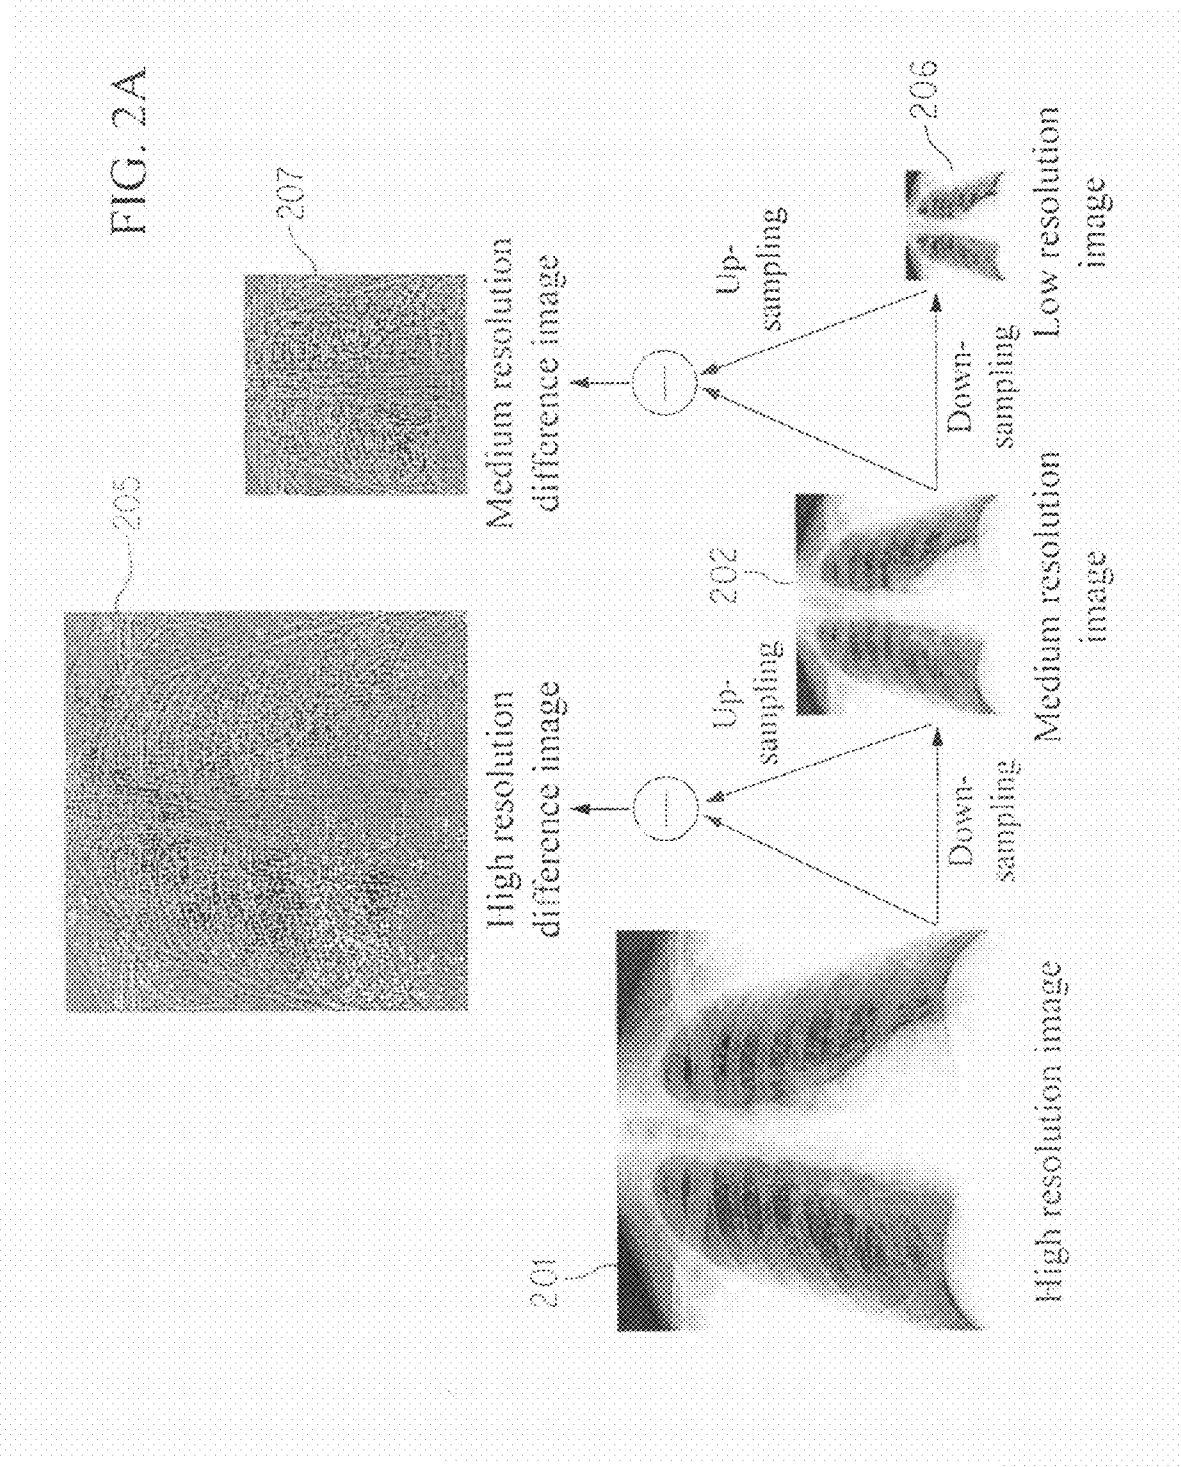 FIG. 2A
205
207
High resolution
difference image
Medium resolution
difference image
201
Up-
sampling
202
Up-
sampling
206
Down-
sampling
Down-
sampling
High resolution image
Medium resolution
image
Low resolution
image